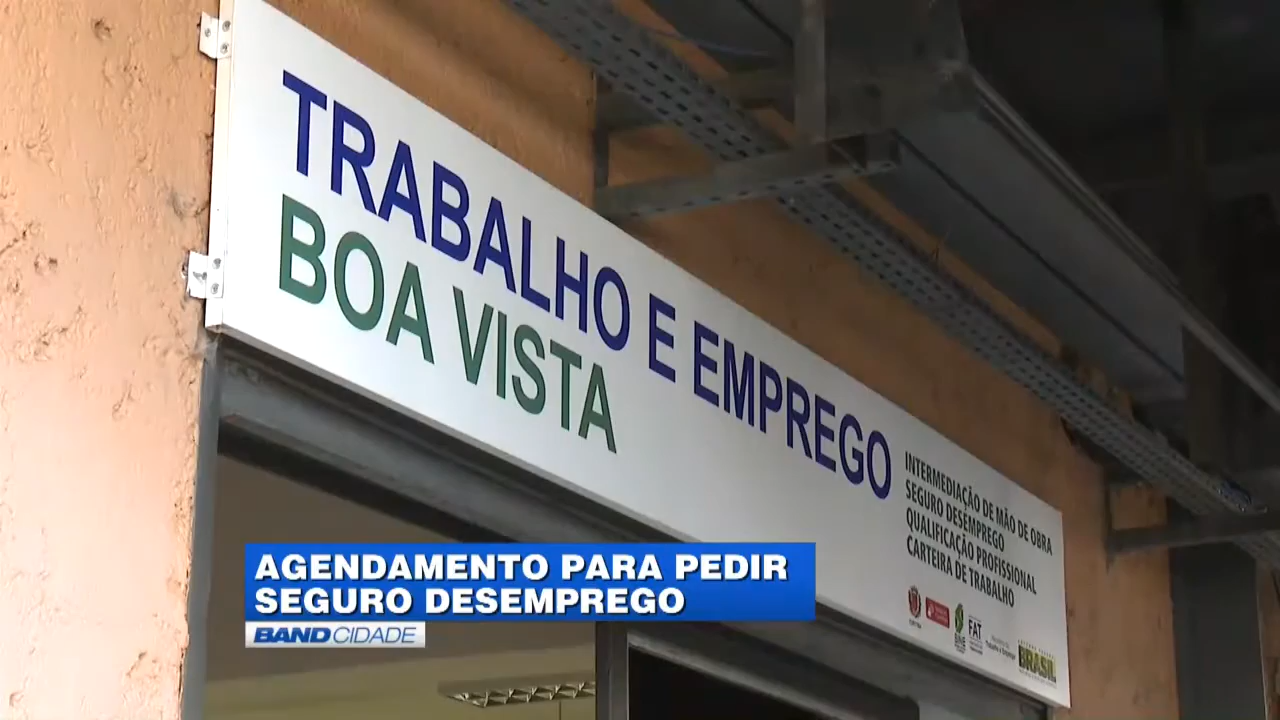 TRABALHO E EMPREGO
BOA VISTA
INTERMEDIAÇÃO DE MÃO DE OBRA
SEGURO DESEMPREGO
QUALIFICAÇÃO PROFISSIONAL
CARTEIRA DE TRABALHO
SINE
FAT
BRASIL
AGENDAMENTO PARA PEDIR
SEGURO DESEMPREGO
BAND CIDADE